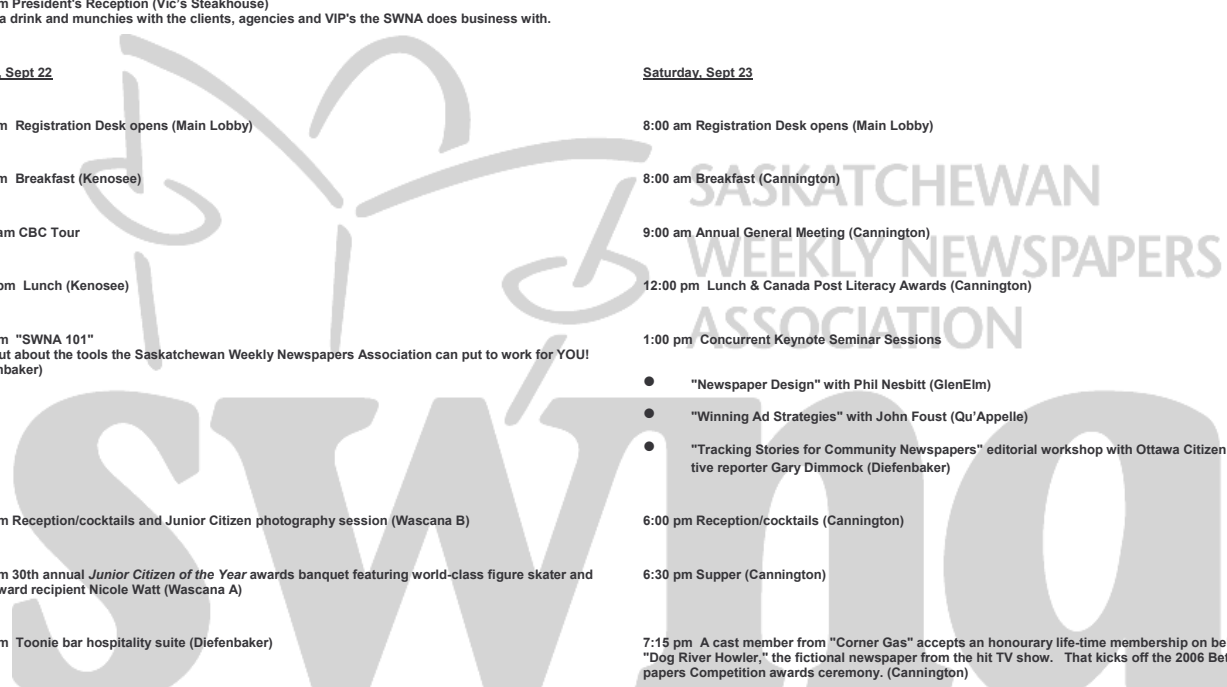 m President's Reception (Vic's Steakhouse)
a drink and munchies with the clients, agencies and VIP's the SWNA does business with.
, Sept 22
m Registration Desk opens (Main Lobby)
m Breakfast (Kenosee)
am CBC Tour
pm Lunch (Kenosee)
m "SWNA 101"
ut about the tools the Saskatchewan Weekly Newspapers Association can put to work for YOU!
nbaker)
m Reception/cocktails and Junior Citizen photography session (Wascana B)
m 30th annual Junior Citizen of the Year awards banquet featuring world-class figure skater and
ward recipient Nicole Watt (Wascana A)
m Toonie bar hospitality suite (Diefenbaker)
Saturday, Sept 23
8:00 am Registration Desk opens (Main Lobby)
8:00 am Breakfast (Cannington)
9:00 am Annual General Meeting (Cannington)
12:00 pm Lunch & Canada Post Literacy Awards (Cannington)
1:00 pm Concurrent Keynote Seminar Sessions
● "Newspaper Design" with Phil Nesbitt (GlenElm)
● "Winning Ad Strategies" with John Foust (Qu'Appelle)
● "Tracking Stories for Community Newspapers" editorial workshop with Ottawa Citizen
tive reporter Gary Dimmock (Diefenbaker)
6:00 pm Reception/cocktails (Cannington)
6:30 pm Supper (Cannington)
7:15 pm A cast member from "Corner Gas" accepts an honourary life-time membership on be
"Dog River Howler," the fictional newspaper from the hit TV show. That kicks off the 2006 Bet
papers Competition awards ceremony. (Cannington)
SASKATCHEWAN
WEEKLY NEWSPAPERS
ASSOCIATION
swna